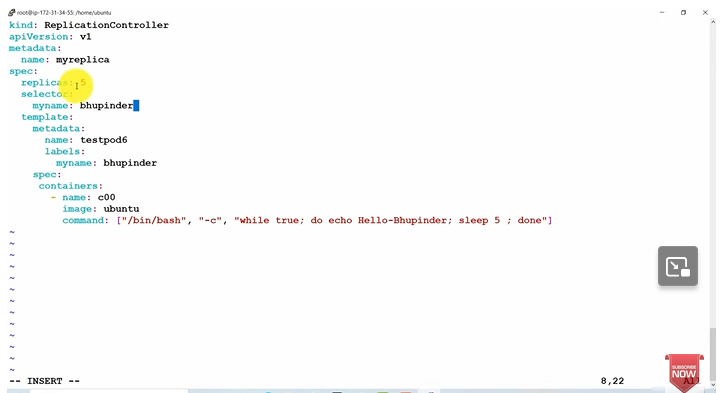 root@ip-172-31-34-55: /home/ubuntu
kind: ReplicationController
apiVersion: v1
metadata:
  name: myreplica
spec:
  replicas: 5
  selector:
    myname: bhupinder
  template:
    metadata:
      name: testpod6
      labels:
        myname: bhupinder
    spec:
     containers:
       - name: c00
         image: ubuntu
         command: ["/bin/bash", "-c", "while true; do echo Hello-Bhupinder; sleep 5 ; done"]
~
~
~
~
~
~
~
~
~
~
~
~
~
-- INSERT --                    8,22          All
SUBSCRIBE
NOW